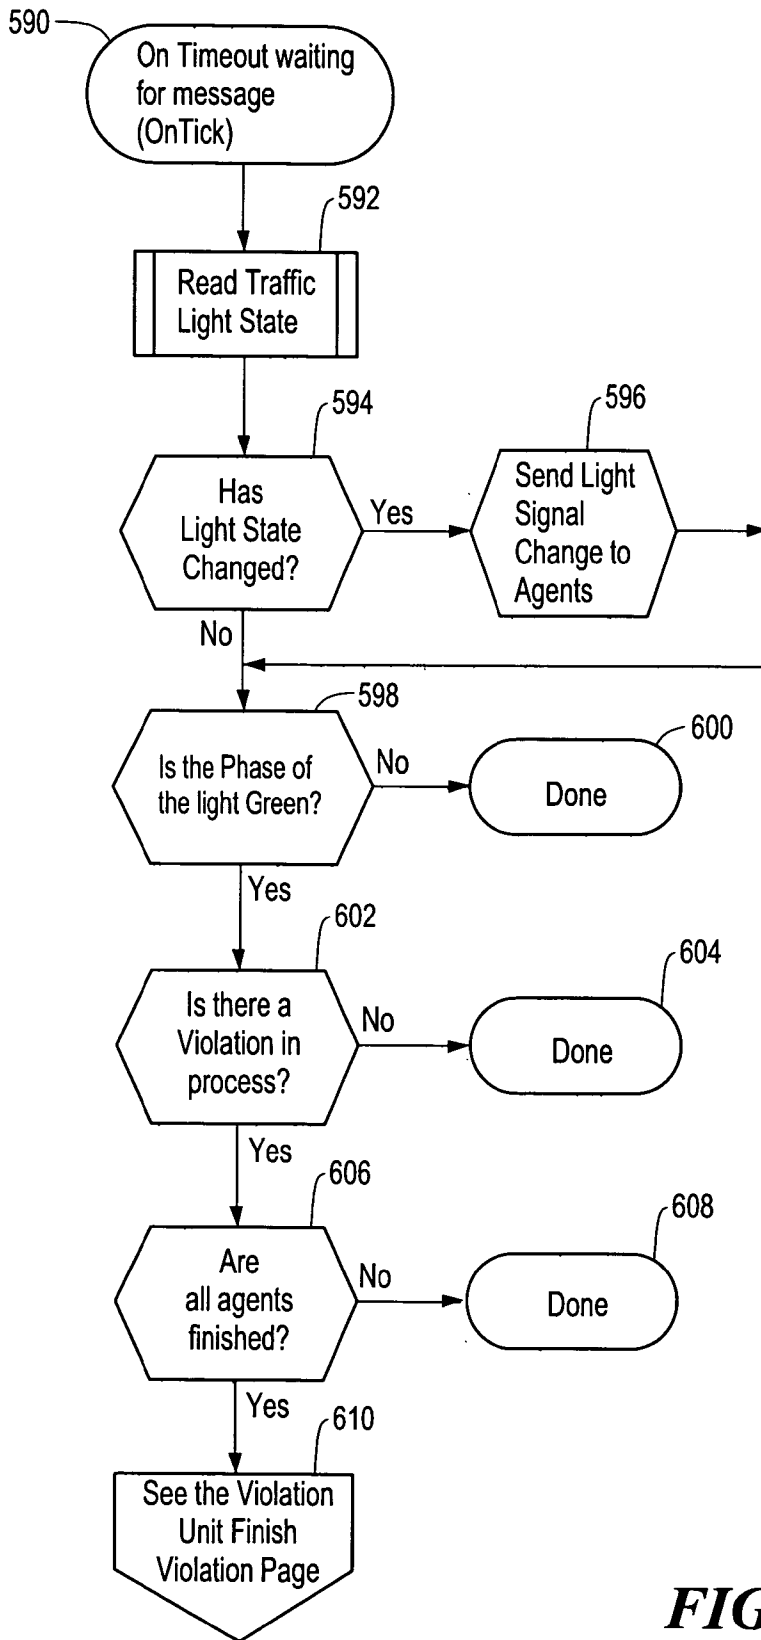 590
On Timeout waiting
for message
(OnTick)
592
Read Traffic
Light State
594
Has
Light State
Changed?
Yes
596
Send Light
Signal
Change to
Agents
No
598
Is the Phase of
the light Green?
No
600
Done
Yes
602
Is there a
Violation in
process?
No
604
Done
Yes
606
Are
all agents
finished?
No
608
Done
Yes
610
See the Violation
Unit Finish
Violation Page
FIG